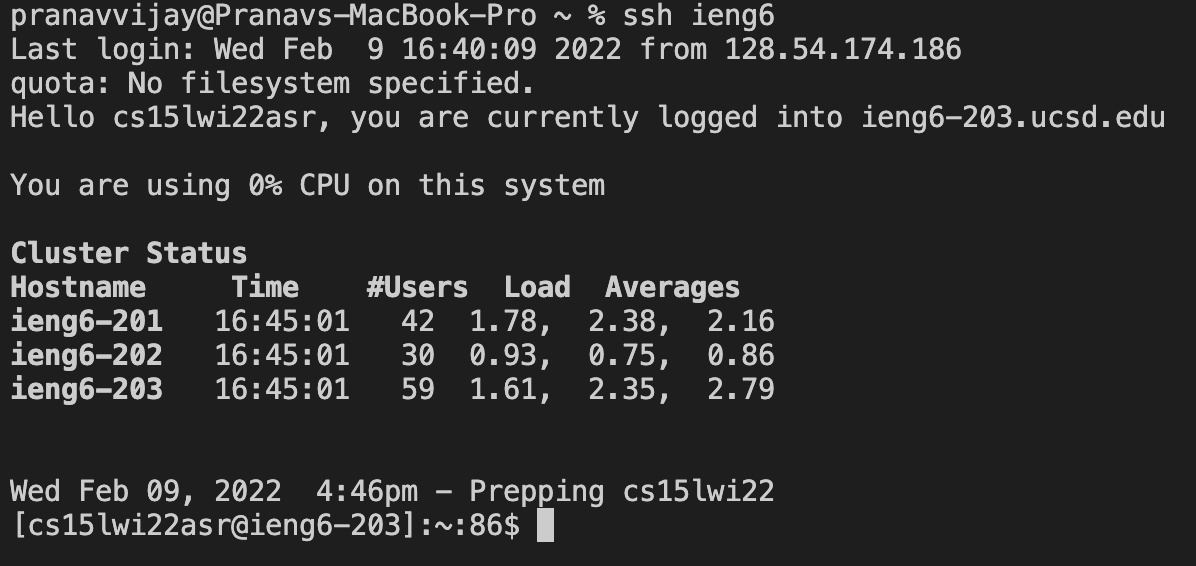 pranavvijay@Pranavs-MacBook-Pro ~ % ssh ieng6
Last login: Wed Feb  9 16:40:09 2022 from 128.54.174.186
quota: No filesystem specified.
Hello cs15lwi22asr, you are currently logged into ieng6-203.ucsd.edu
You are using 0% CPU on this system
Cluster Status
Hostname     Time    #Users  Load  Averages
ieng6-201   16:45:01   42  1.78,  2.38,  2.16
ieng6-202   16:45:01   30  0.93,  0.75,  0.86
ieng6-203   16:45:01   59  1.61,  2.35,  2.79
Wed Feb 09, 2022  4:46pm - Prepping cs15lwi22
[cs15lwi22asr@ieng6-203]:~:86$